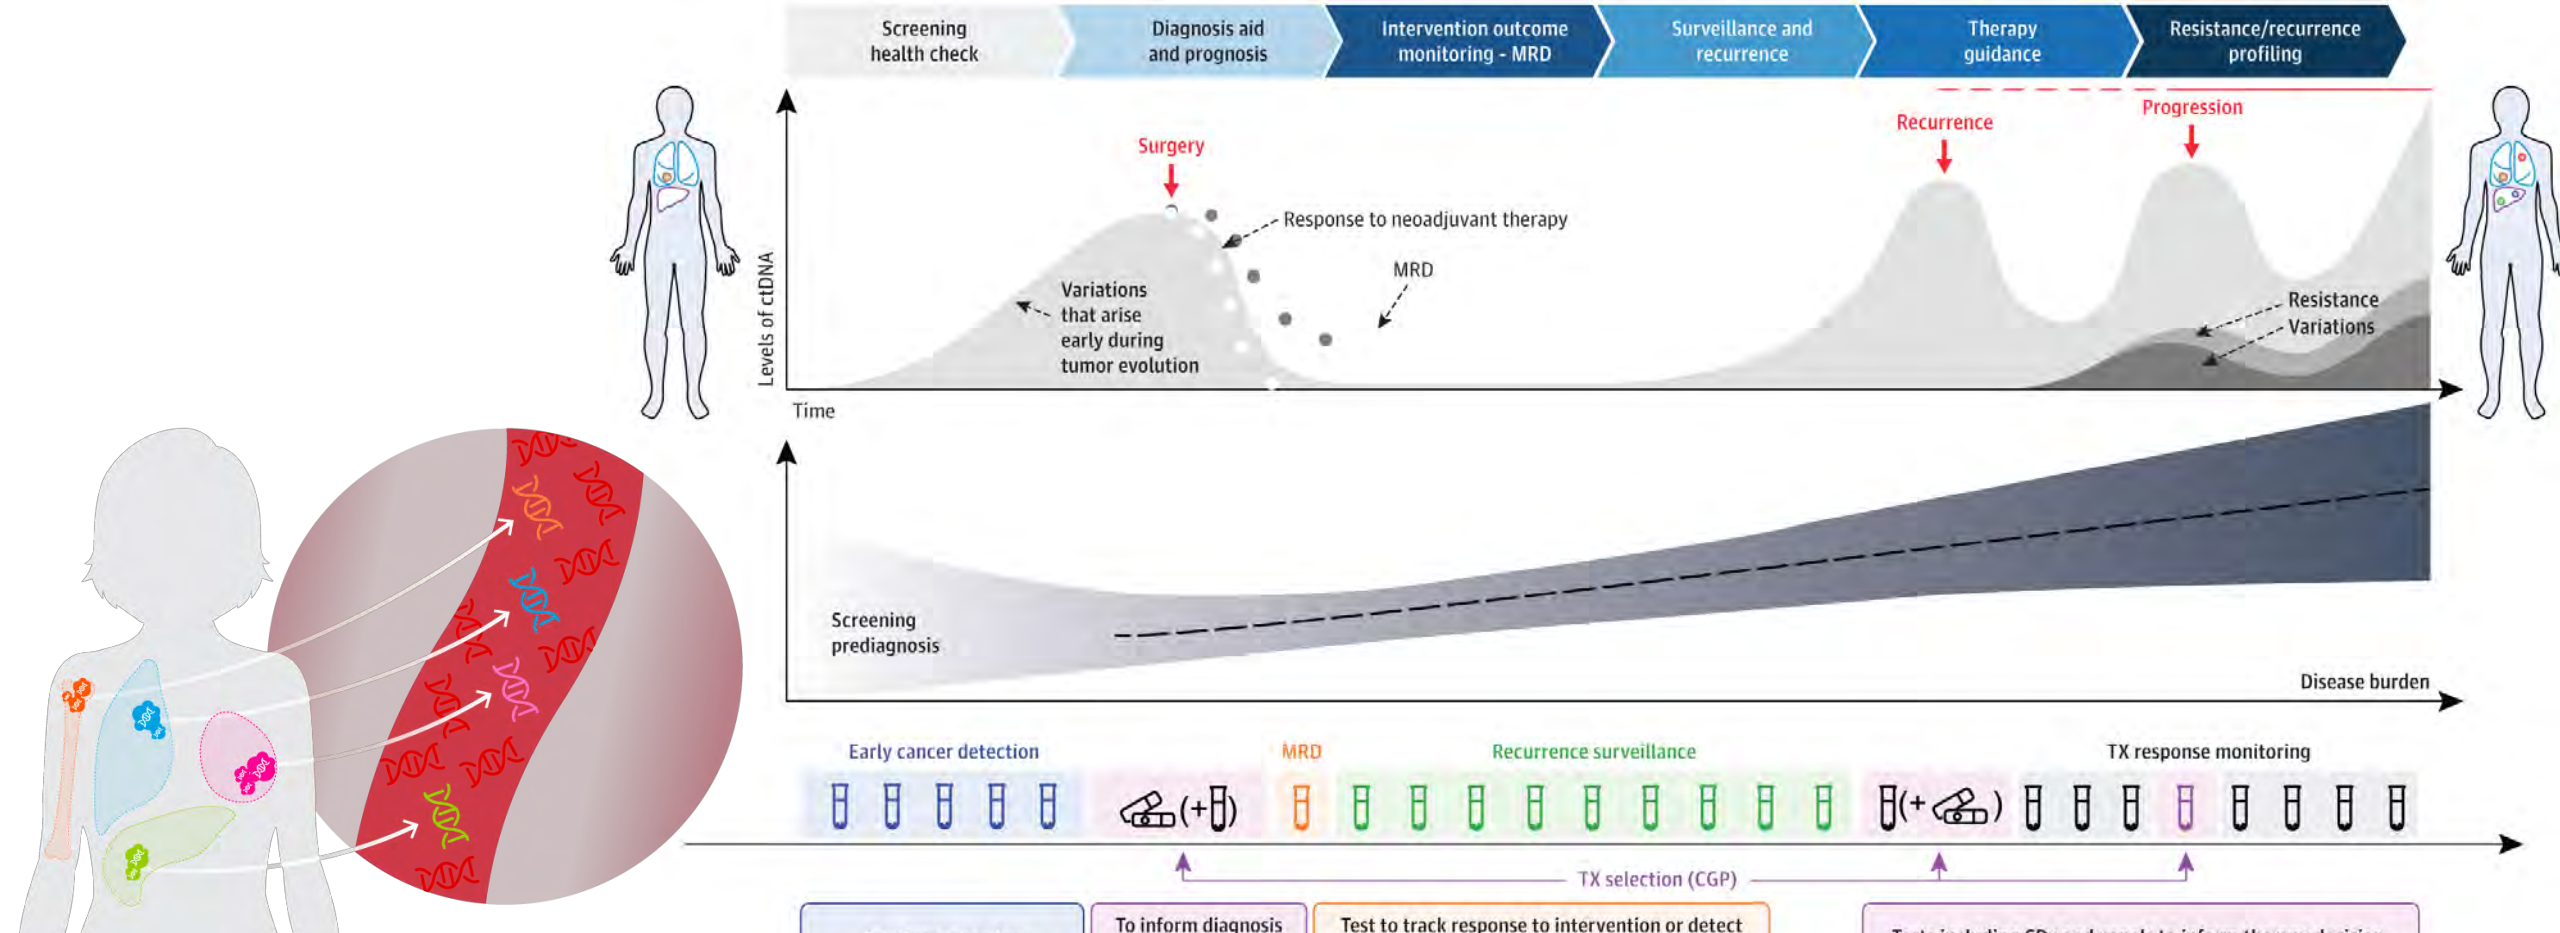 Screening
health check
Diagnosis aid
and prognosis
Intervention outcome
monitoring - MRD
Surveillance and
recurrence
Therapy
guidance
Resistance/recurrence
profiling
Levels of ctDNA
Surgery
Response to neoadjuvant therapy
MRD
Variations
that arise
early during
tumor evolution
Recurrence
Progression
Resistance
Variations
Time
Screening
prediagnosis
Disease burden
Early cancer detection
MRD
Recurrence surveillance
TX response monitoring
(+ )
(+ )
TX selection (CGP)
To inform diagnosis
Test to track response to intervention or detect